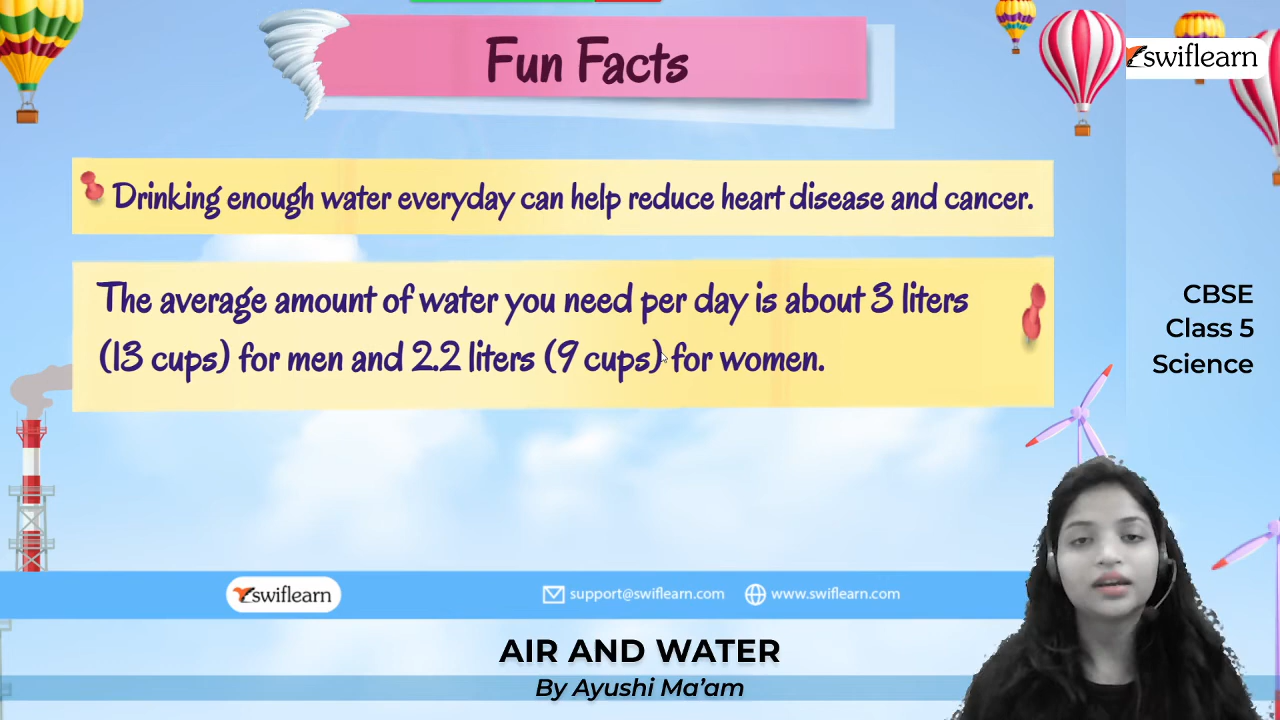 Fun Facts
swiflearn
Drinking enough water everyday can help reduce heart disease and cancer.
The average amount of water you need per day is about 3 liters
(13 cups) for men and 2.2 liters (9 cups) for women.
CBSE
Class 5
Science
swiflearn
support@swiflearn.com
www.swiflearn.com
AIR AND WATER
By Ayushi Ma'am